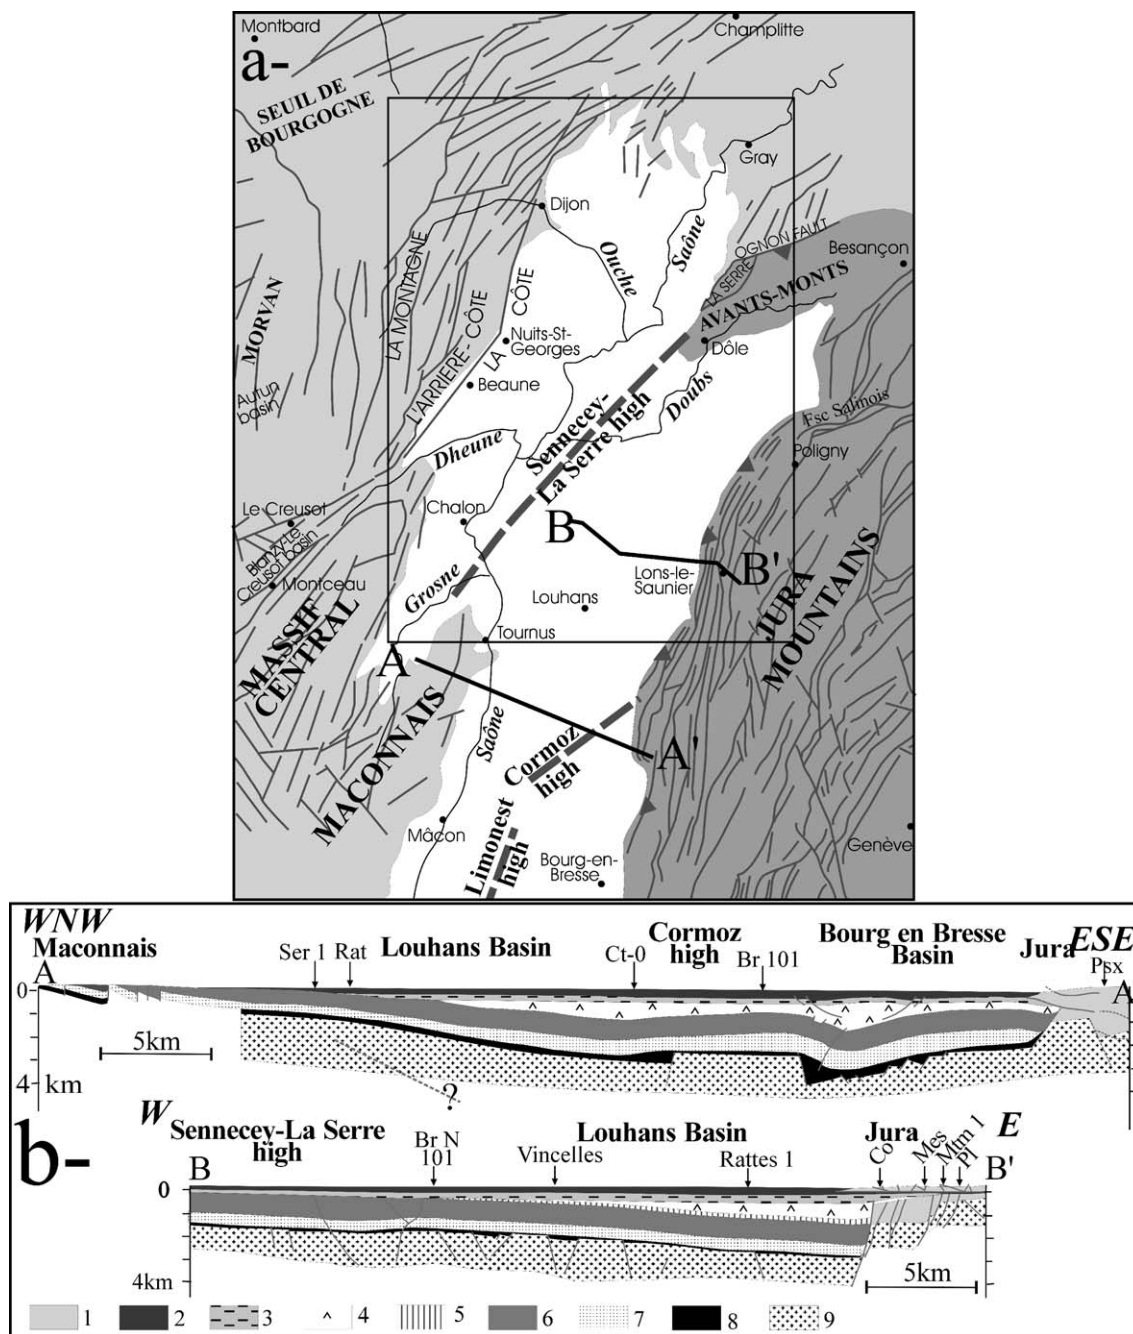 Montbard
Champlitte
a-
SEUIL DE
BOURGOGNE
Gray
Dijon
OGNON FAULT
Besançon
LA SERRE
AVANTS-MONTS
Ouche
Saône
LA MONTAGNE
L'ARRIERE-CÔTE
LA CÔTE
MORVAN
Nuits-St-
Georges
Dôle
Autun
basin
Beaune
Doubs
Fsc Salinois
Sennecey-
La Serre high
Dheune
Poligny
Le Creusot
Chalon
Blanzy-Le
Creusot basin
B
B'
Lons-le-
Saunier
Montceau
Grosne
Louhans
JURA
MOUNTAINS
MASSIF
CENTRAL
Tournus
A
MACONNAIS
Saône
A'
Cormoz
high
Mâcon
Limonest
high
Bourg-en-
Bresse
Genève
WNW
ESE
Maconnais
Ser 1
Rat
Louhans Basin
Cormoz
high
Bourg en Bresse
Basin
Jura
A
Ct-0
Br 101
Psx
A'
0
5km
4
km
?
b-
W
E
Sennecey-La Serre
high
Br N
101
Louhans Basin
Vincelles
Rattes 1
Jura
Co
Mes
Mtm 1
Pl
B
B'
0
4km
5km
1 2 3 4 5 6 7 8 9